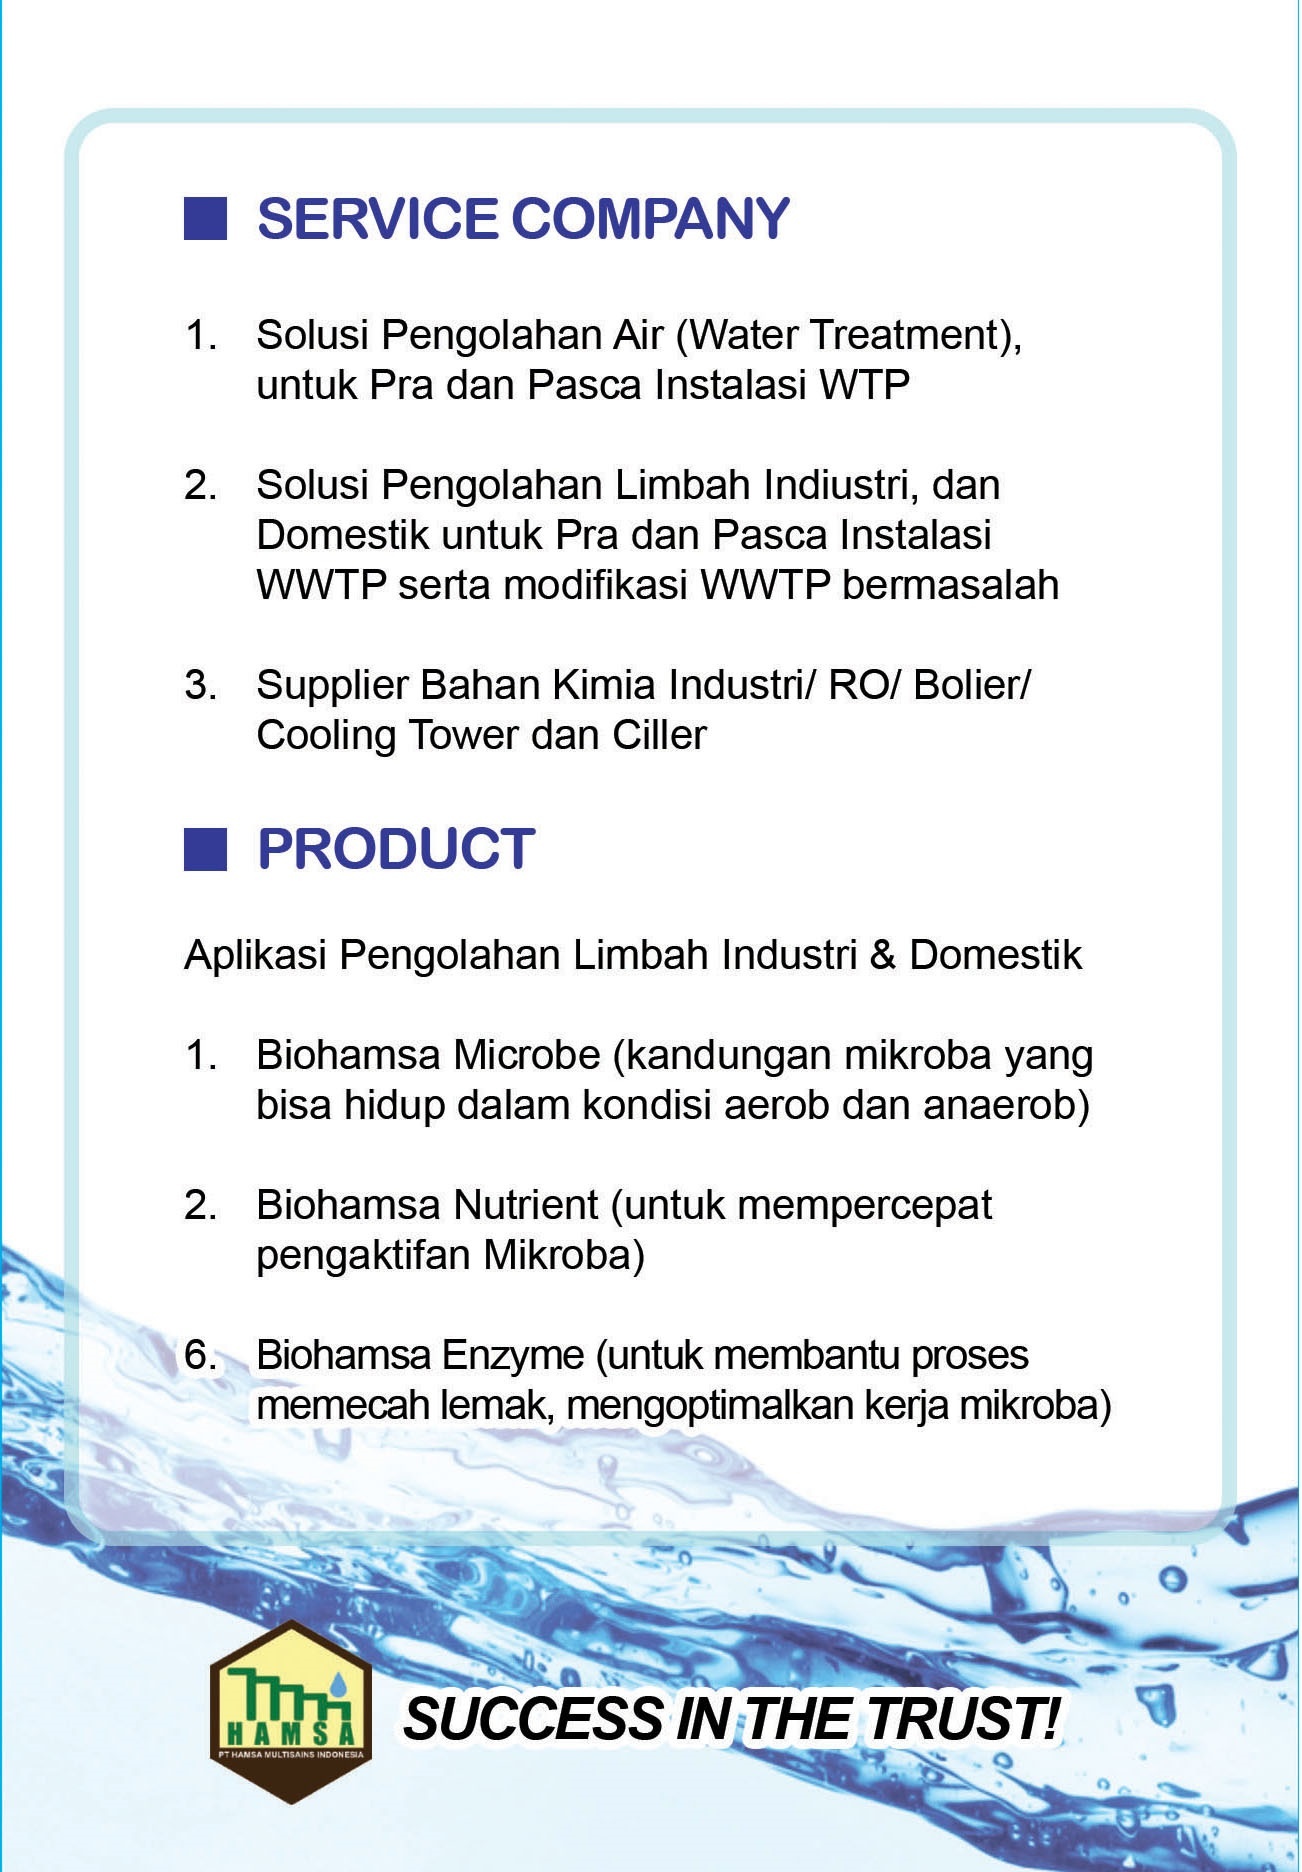 SERVICE COMPANY
1. Solusi Pengolahan Air (Water Treatment),
untuk Pra dan Pasca Instalasi WTP
2. Solusi Pengolahan Limbah Indiustri, dan
Domestik untuk Pra dan Pasca Instalasi
WWTP serta modifikasi WWTP bermasalah
3. Supplier Bahan Kimia Industri/ RO/ Bolier/
Cooling Tower dan Ciller
PRODUCT
Aplikasi Pengolahan Limbah Industri & Domestik
1. Biohamsa Microbe (kandungan mikroba yang
bisa hidup dalam kondisi aerob dan anaerob)
2. Biohamsa Nutrient (untuk mempercepat
pengaktifan Mikroba)
6. Biohamsa Enzyme (untuk membantu proses
memecah lemak, mengoptimalkan kerja mikroba)
HAMSA
PT HAMSA MULTISAINS INDONESIA
SUCCESS IN THE TRUST!